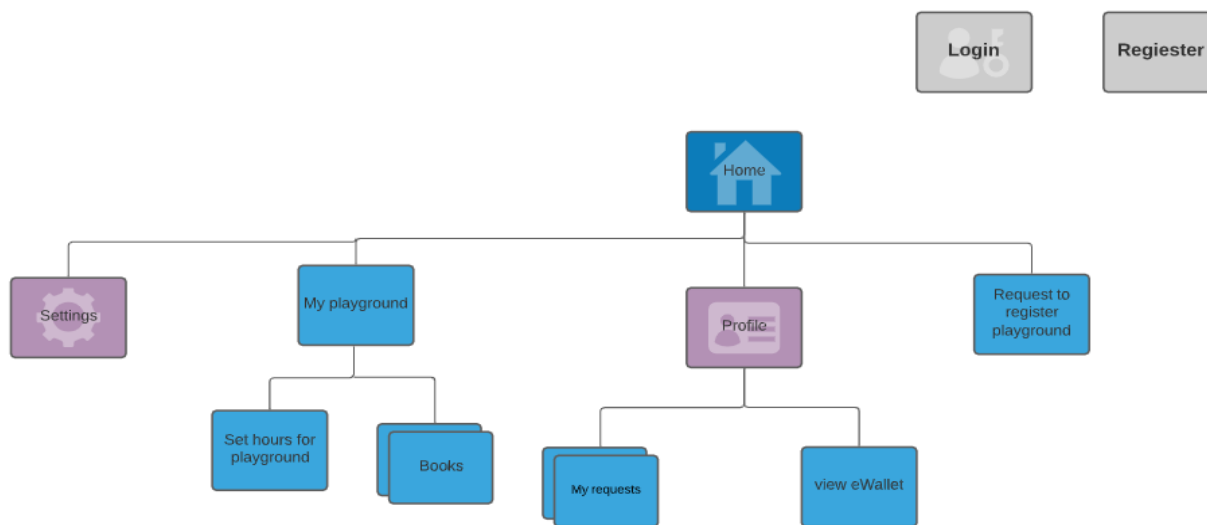 Login
Regiester
Home
Settings
My playground
Profile
Request to
register
playground
Set hours for
playground
Books
My requests
view eWallet